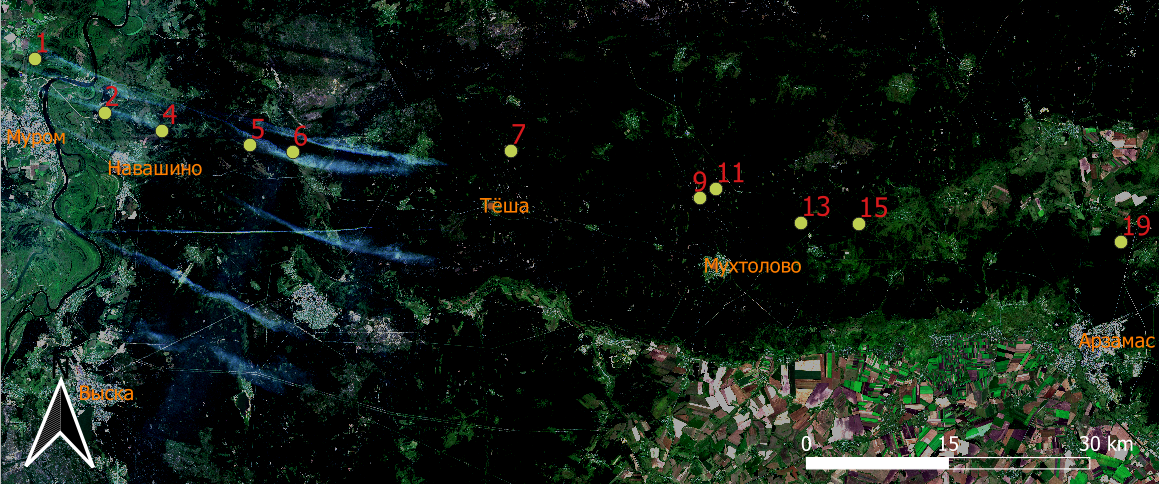 1
2
4
Муром
Навашино
5
6
7
Тёша
9
11
13
15
19
Мухтолово
Арзамас
N
Выска
0 15 30 km